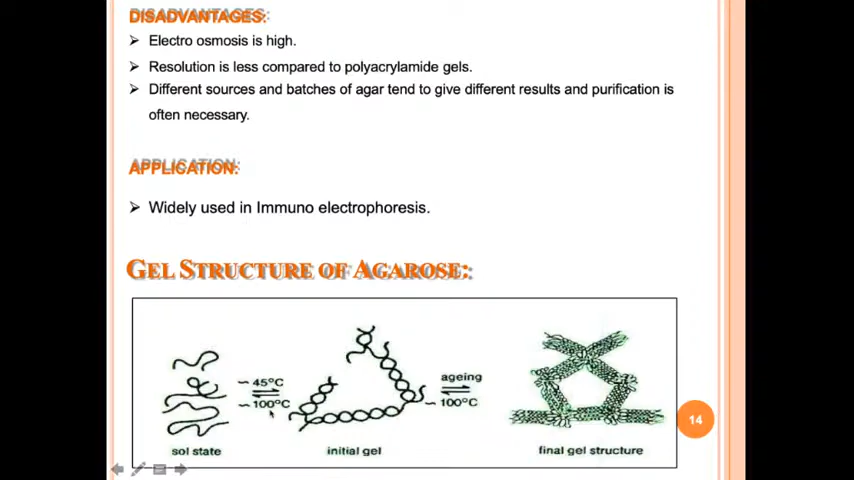 DISADVANTAGES:
➢ Electro osmosis is high.
➢ Resolution is less compared to polyacrylamide gels.
➢ Different sources and batches of agar tend to give different results and purification is
often necessary.
APPLICATION:
➢ Widely used in Immuno electrophoresis.
GEL STRUCTURE OF AGAROSE:
~ 45°C
~ 100°C
ageing
~ 100°C
sol state
initial gel
final gel structure
14